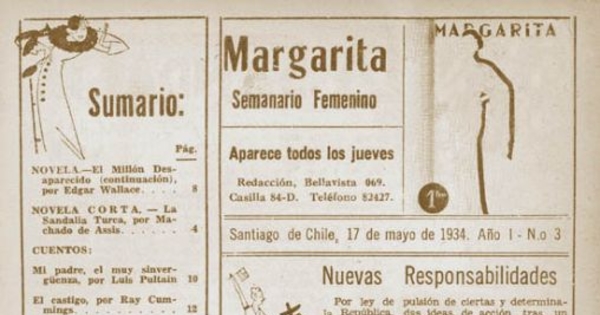 Sumario:
Pág.
NOVELA.—El Millón Des-
aparecido (continuación),
por Edgar Wallace. . . . . 8
NOVELA CORTA. — La
Sandalia Turca, por Ma-
chado de Assis. . . . . 4
CUENTOS:
Mi padre, el muy sinver-
güenza, por Luis Pultain 10
El castigo, por Ray Cum-
mings. . . . . 12
Margarita
Semanario Femenino
Aparece todos los jueves
Redacción, Bellavista 069.
Casilla 84-D. Teléfono 82427.
MARGARITA
Santiago de Chile, 17 de mayo de 1934. Año I - N.o 3
Nuevas Responsabilidades
Por ley de
la República,
pulsión de ciertas y determina-
das ideas de acción, tras un